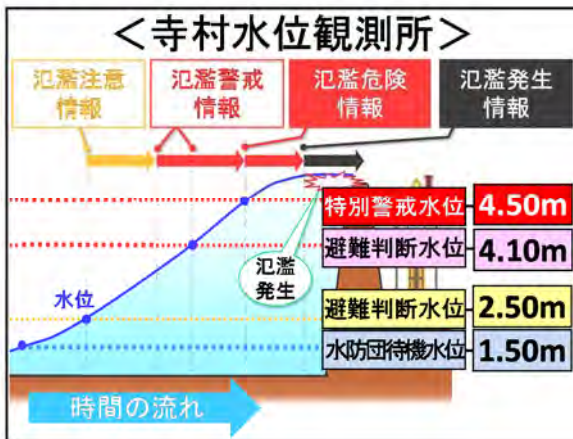 ＜寺村水位観測所＞
氾濫注意
情報
氾濫警戒
情報
氾濫危険
情報
氾濫発生
情報
特別警戒水位
4.50m
避難判断水位
4.10m
氾濫
発生
水位
避難判断水位
2.50m
水防団待機水位
1.50m
時間の流れ